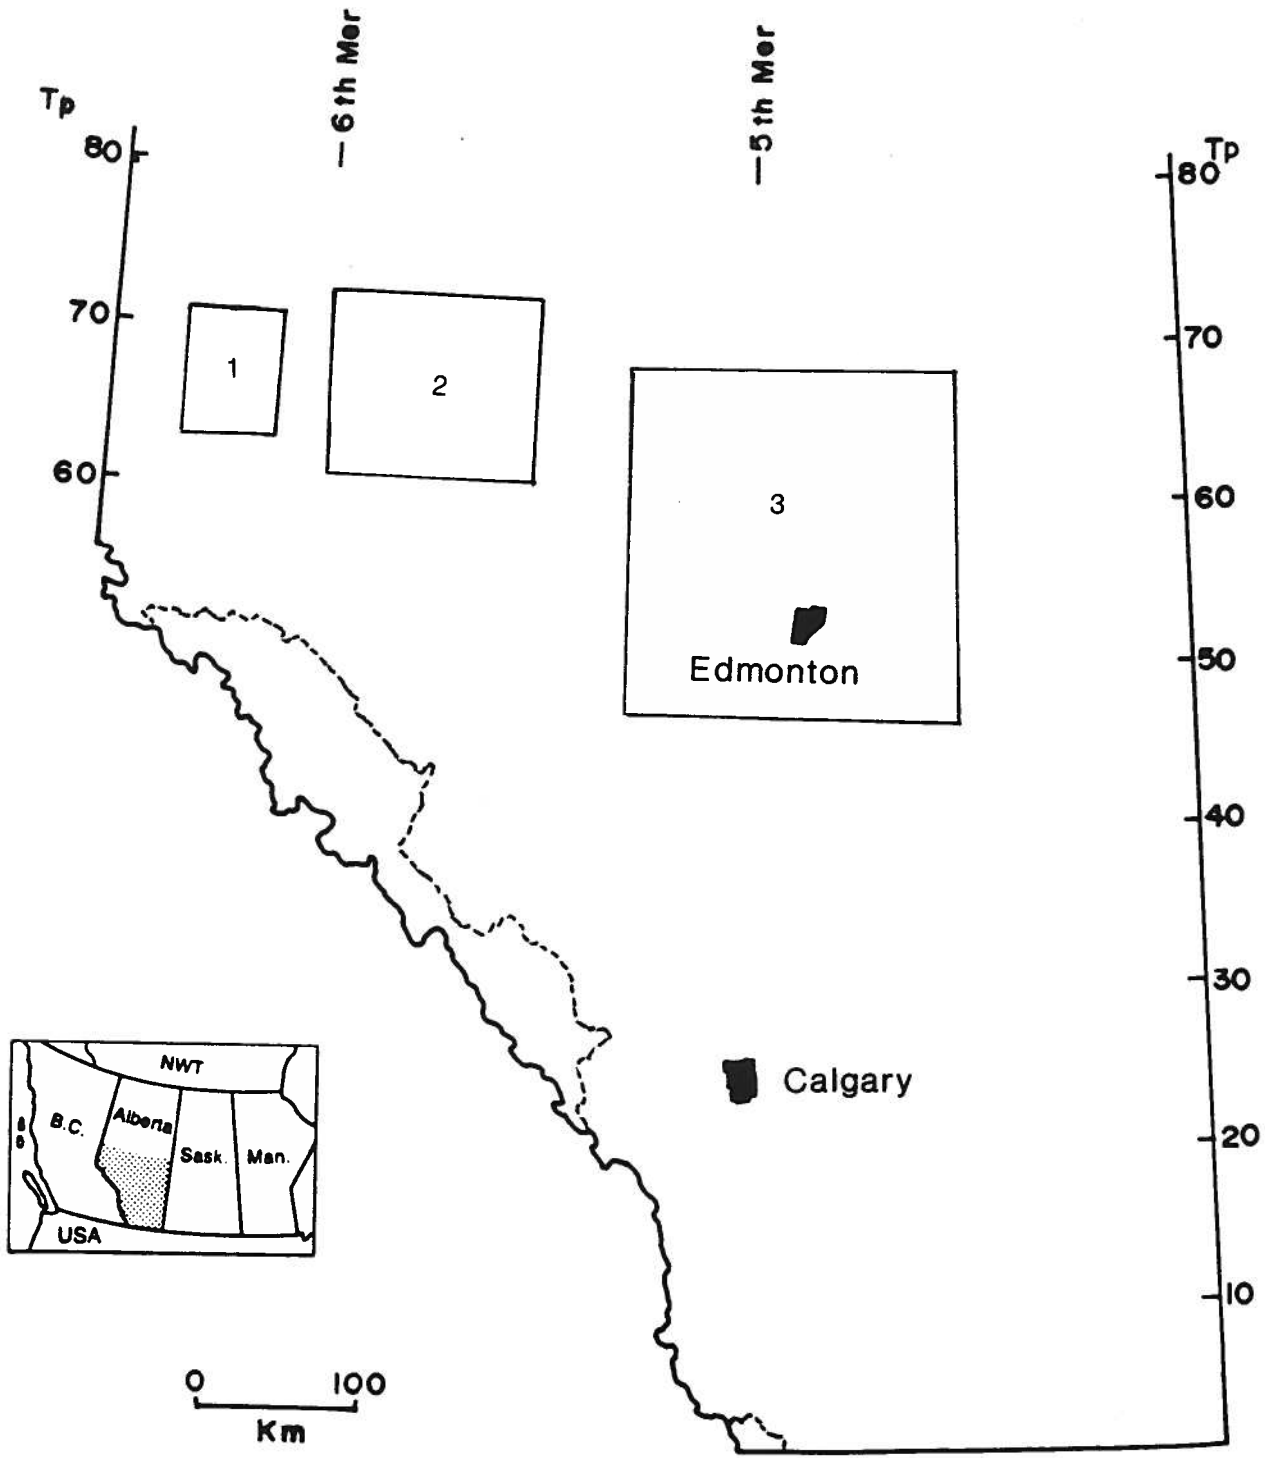 Tp
—6th Mer
—5th Mer
Tp
80
80
70
70
60
60
50
40
30
20
10
1
2
3
Edmonton
Calgary
NWT
B.C.
Alberta
Sask.
Man.
USA
0 100
Km